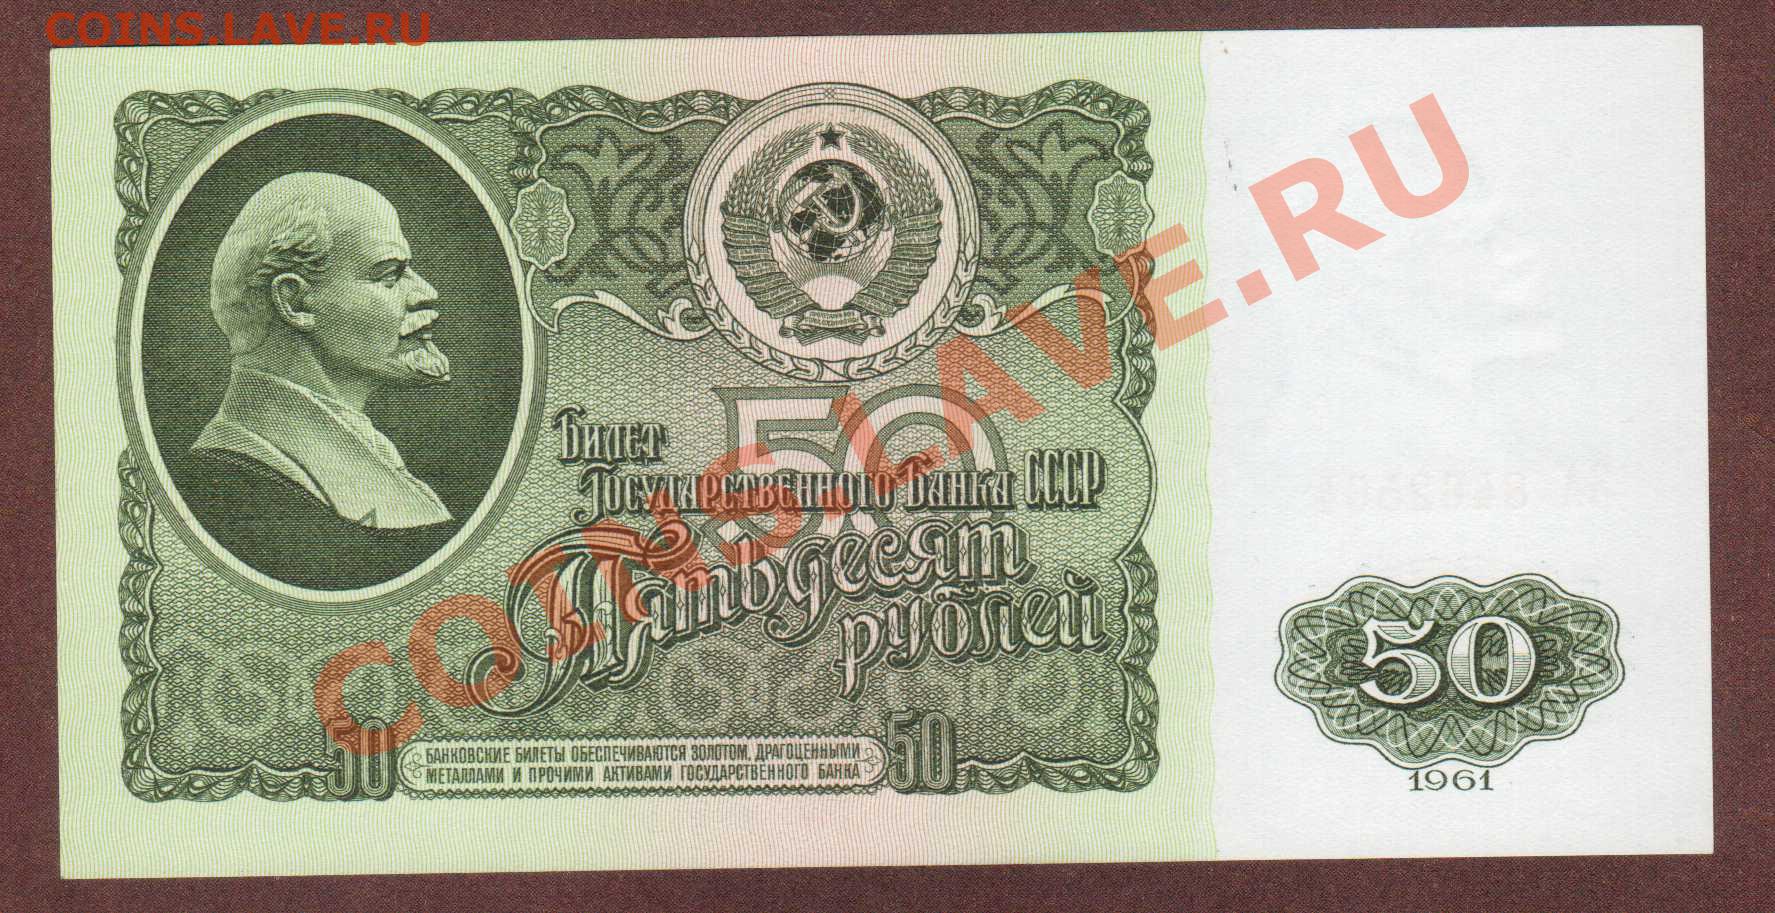 COINS.LAVE.RU
Билет
Государственного Банка СССР
50
Пятьдесят
рублей
50
БАНКОВСКИЕ БИЛЕТЫ ОБЕСПЕЧИВАЮТСЯ ЗОЛОТОМ, ДРАГОЦЕННЫМИ
МЕТАЛЛАМИ И ПРОЧИМИ АКТИВАМИ ГОСУДАРСТВЕННОГО БАНКА
50
50
1961
COINS.LAVE.RU